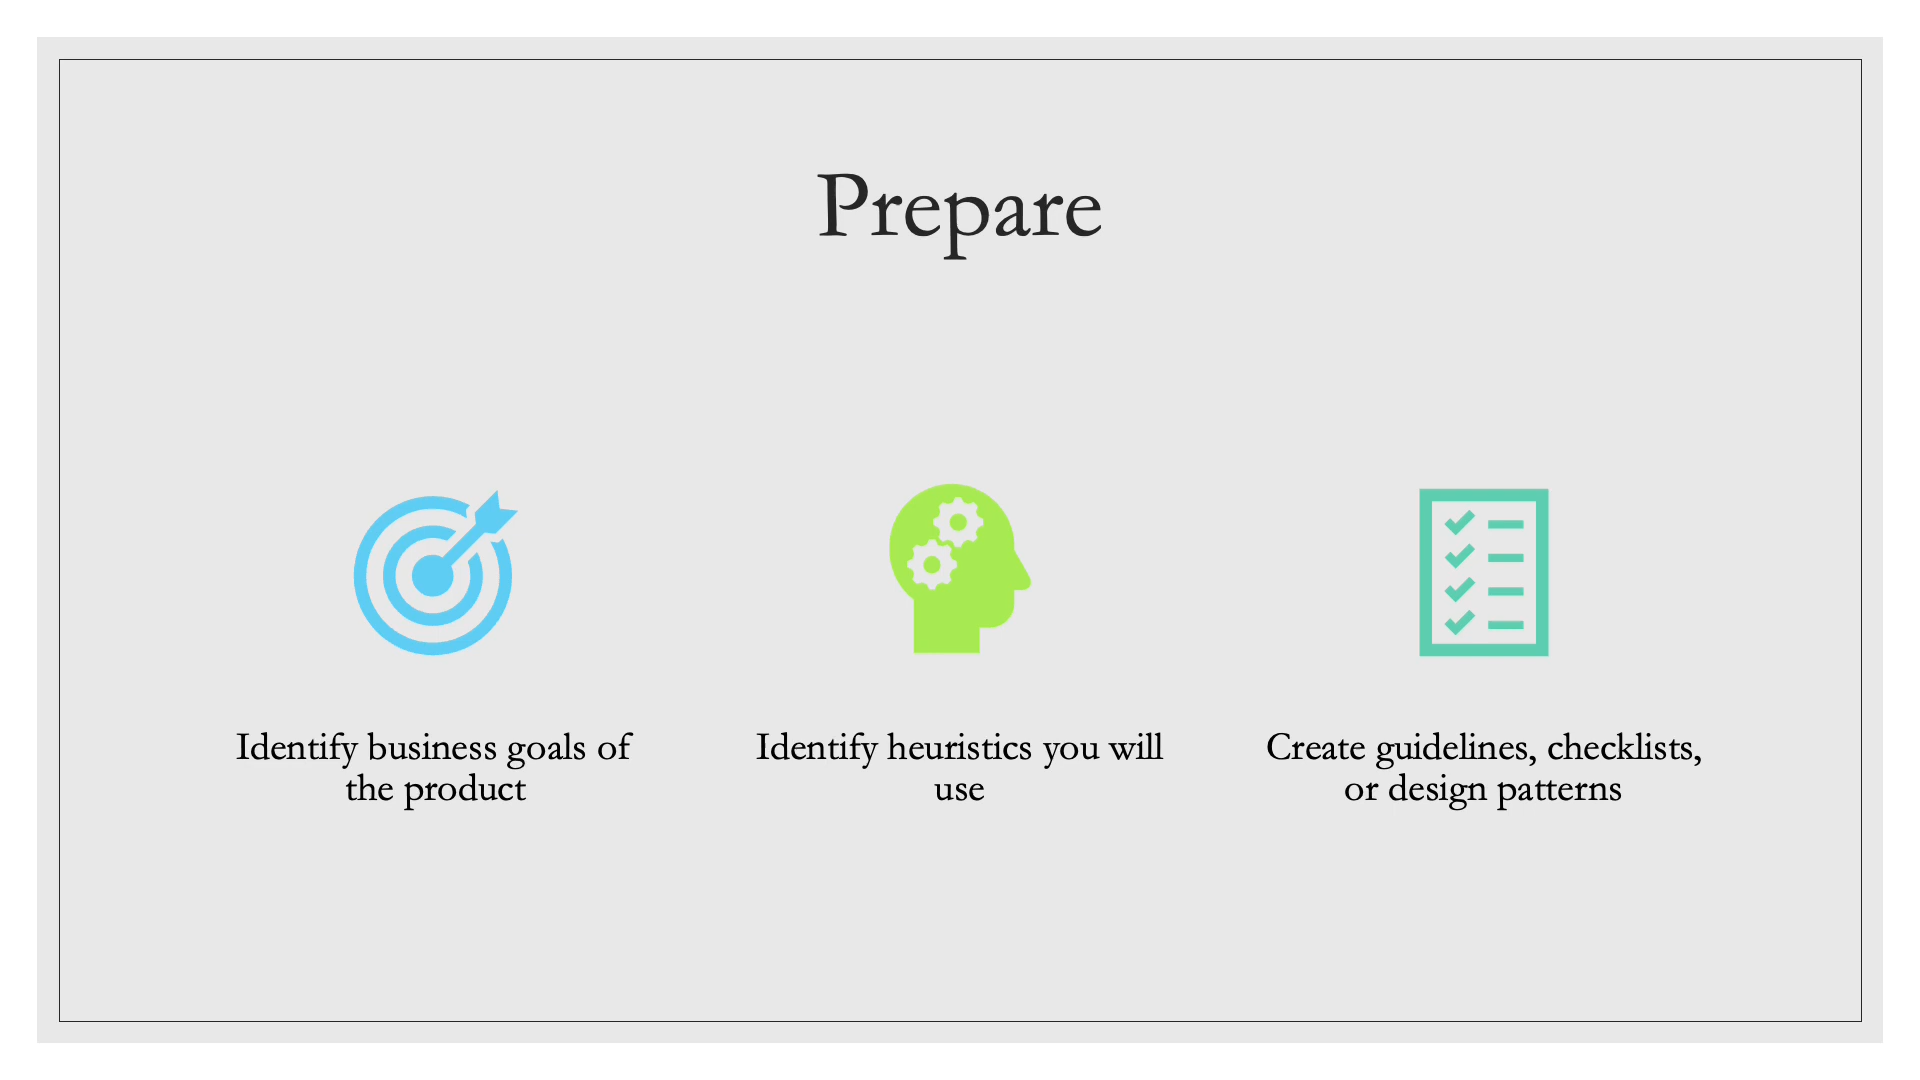 Prepare
Identify business goals of
the product
Identify heuristics you will
use
Create guidelines, checklists,
or design patterns